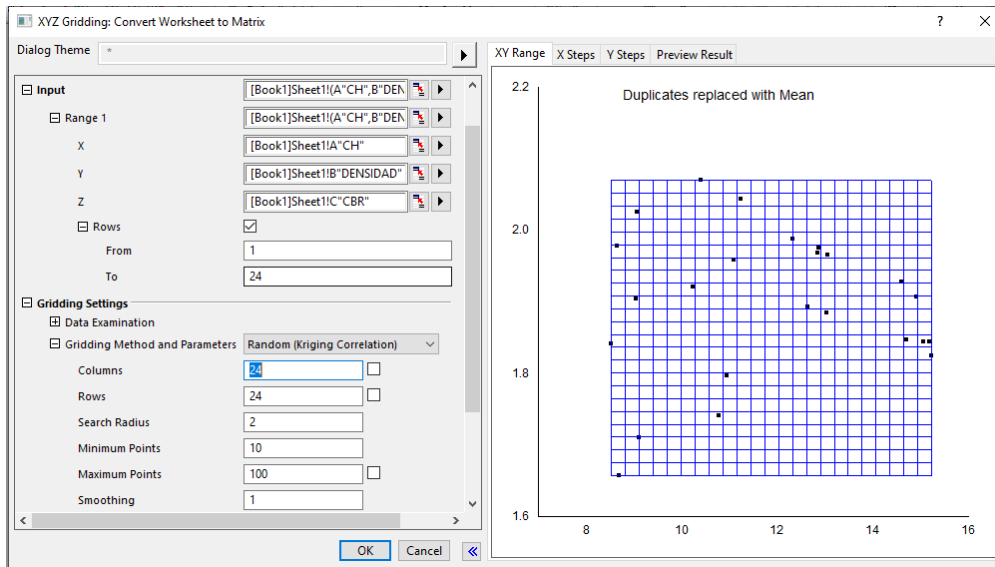 XYZ Gridding: Convert Worksheet to Matrix
? ×
Dialog Theme *
Input [Book1]Sheet1!(A"CH",B"DEN
Range 1 [Book1]Sheet1!(A"CH",B"DEN
X [Book1]Sheet1!A"CH"
Y [Book1]Sheet1!B"DENSIDAD"
Z [Book1]Sheet1!C"CBR"
Rows
From 1
To 24
Gridding Settings
Data Examination
Gridding Method and Parameters Random (Kriging Correlation)
Columns 24
Rows 24
Search Radius 2
Minimum Points 10
Maximum Points 100
Smoothing 1
OK Cancel
XY Range X Steps Y Steps Preview Result
Duplicates replaced with Mean
2.2
2.0
1.8
1.6
8 10 12 14 16